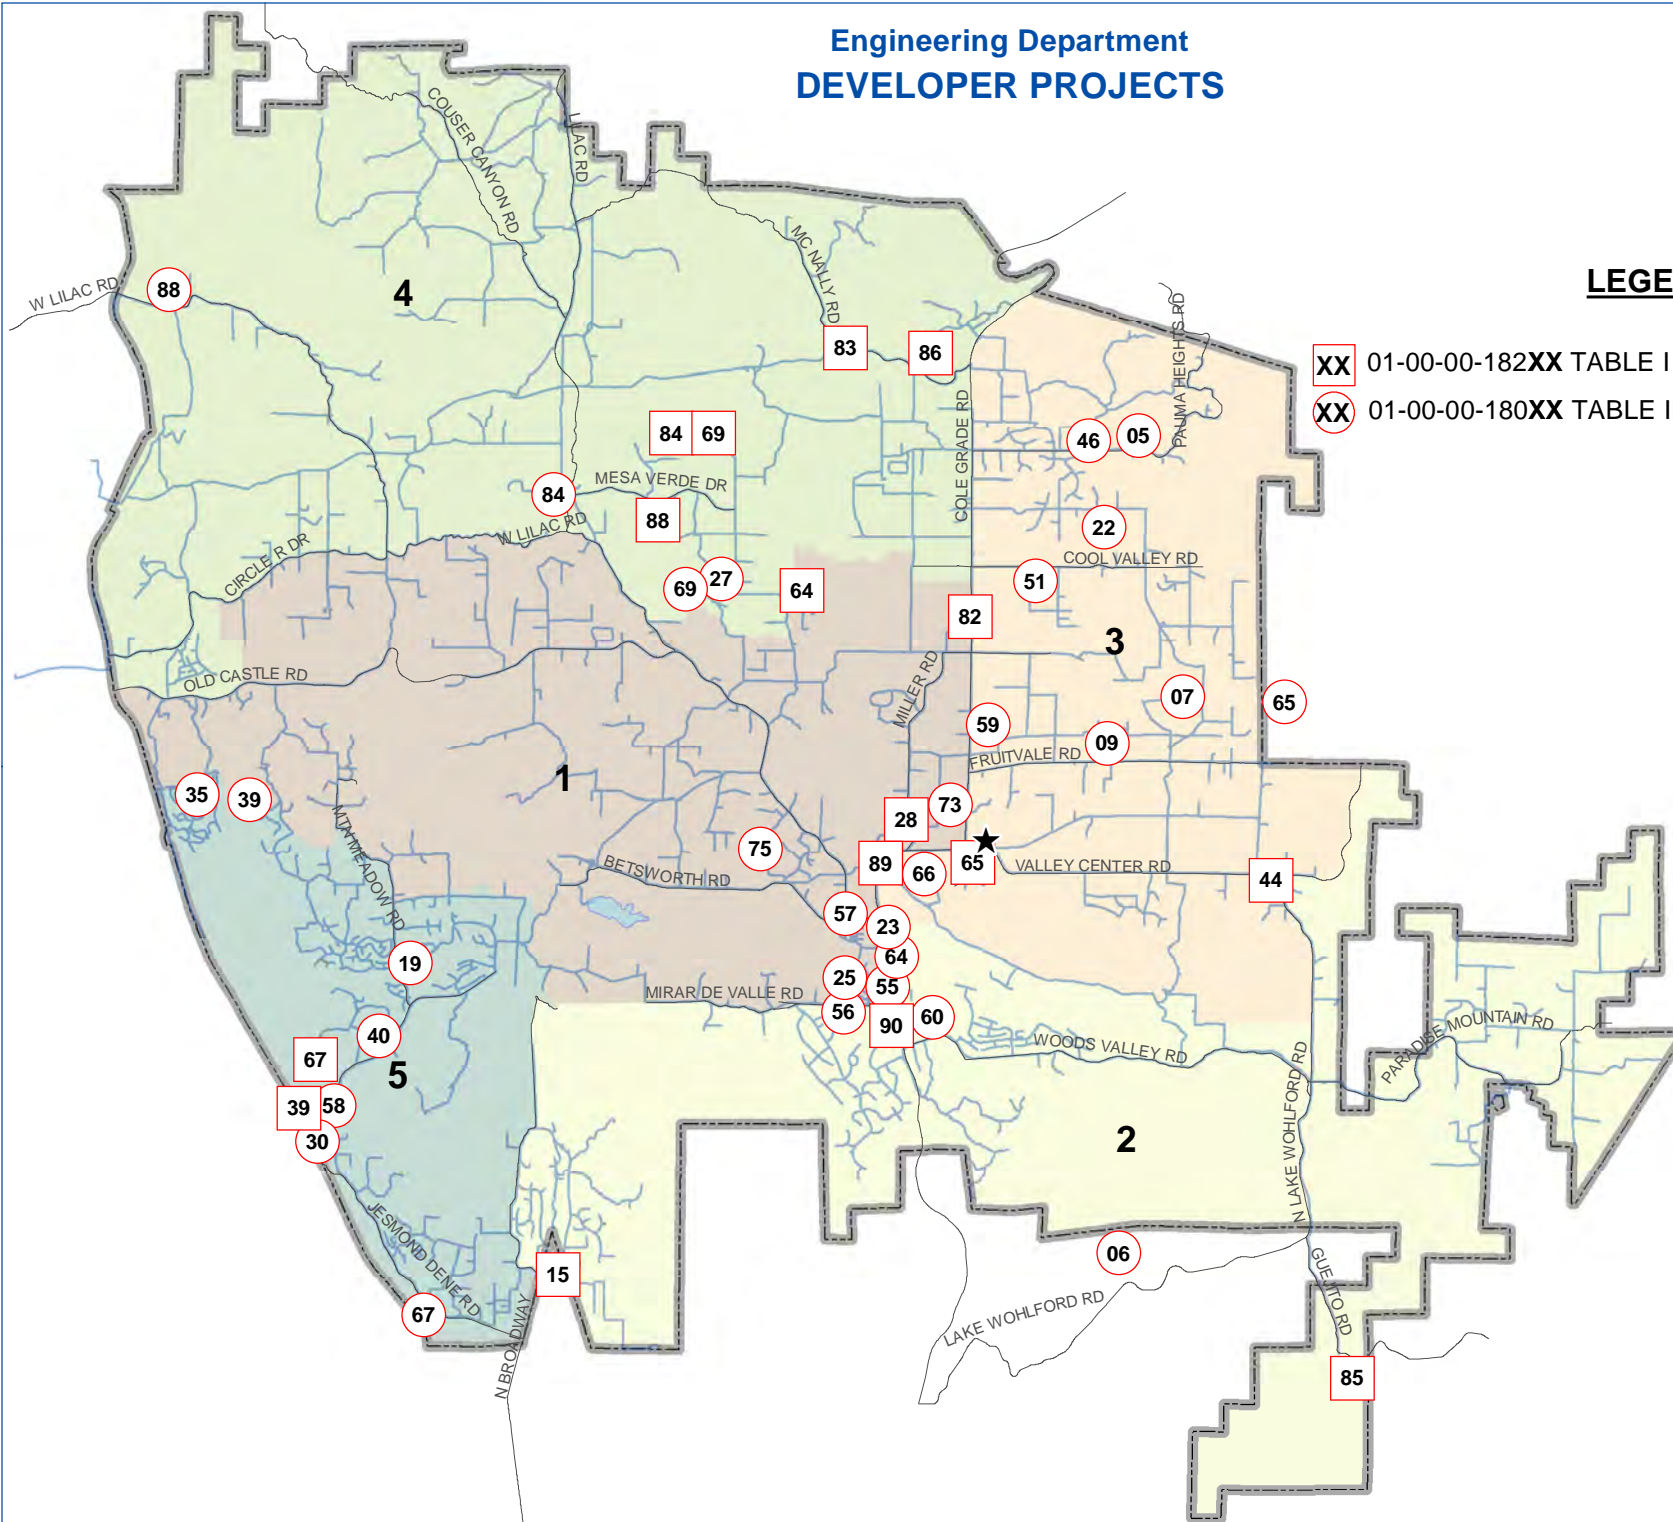 Engineering Department
DEVELOPER PROJECTS
COUSER CANYON RD
LILAC RD
MC NALLY RD
W LILAC RD
88
4
PAUMA HEIGHTS RD
LEGE
83
86
XX 01-00-00-182XX TABLE I
XX 01-00-00-180XX TABLE I
84
69
46
05
COLE GRADE RD
MESA VERDE DR
84
88
W LILAC RD
22
CIRCLE R DR
COOL VALLEY RD
69
27
64
51
82
3
OLD CASTLE RD
MILLER RD
07
65
59
09
FRUITVALE RD
1
35
39
MTN MEADOW RD
28
73
75
BETSWORTH RD
89
66
65
VALLEY CENTER RD
44
57
23
19
64
25
55
MIRAR DE VALLE RD
56
90
60
WOODS VALLEY RD
PARADISE MOUNTAIN RD
40
67
5
39
58
30
2
N LAKE WOHLFORD RD
JESMOND DENE RD
06
15
GUEJITO RD
67
N BROADWAY
LAKE WOHLFORD RD
85